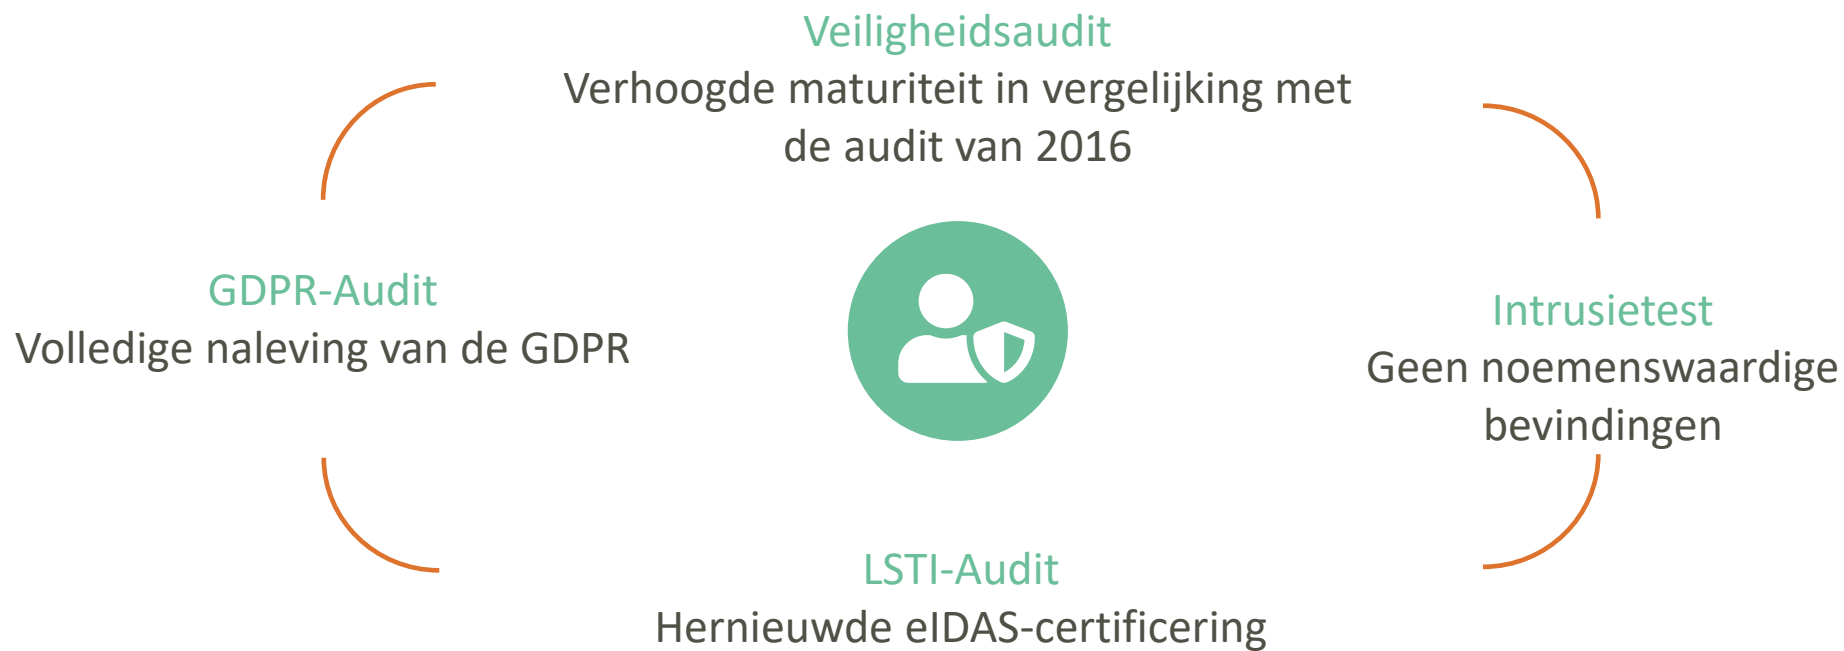 Veiligheidsaudit
Verhoogde maturiteit in vergelijking met
de audit van 2016
GDPR-Audit
Volledige naleving van de GDPR
Intrusietest
Geen noemenswaardige
bevindingen
LSTI-Audit
Hernieuwde eIDAS-certificering